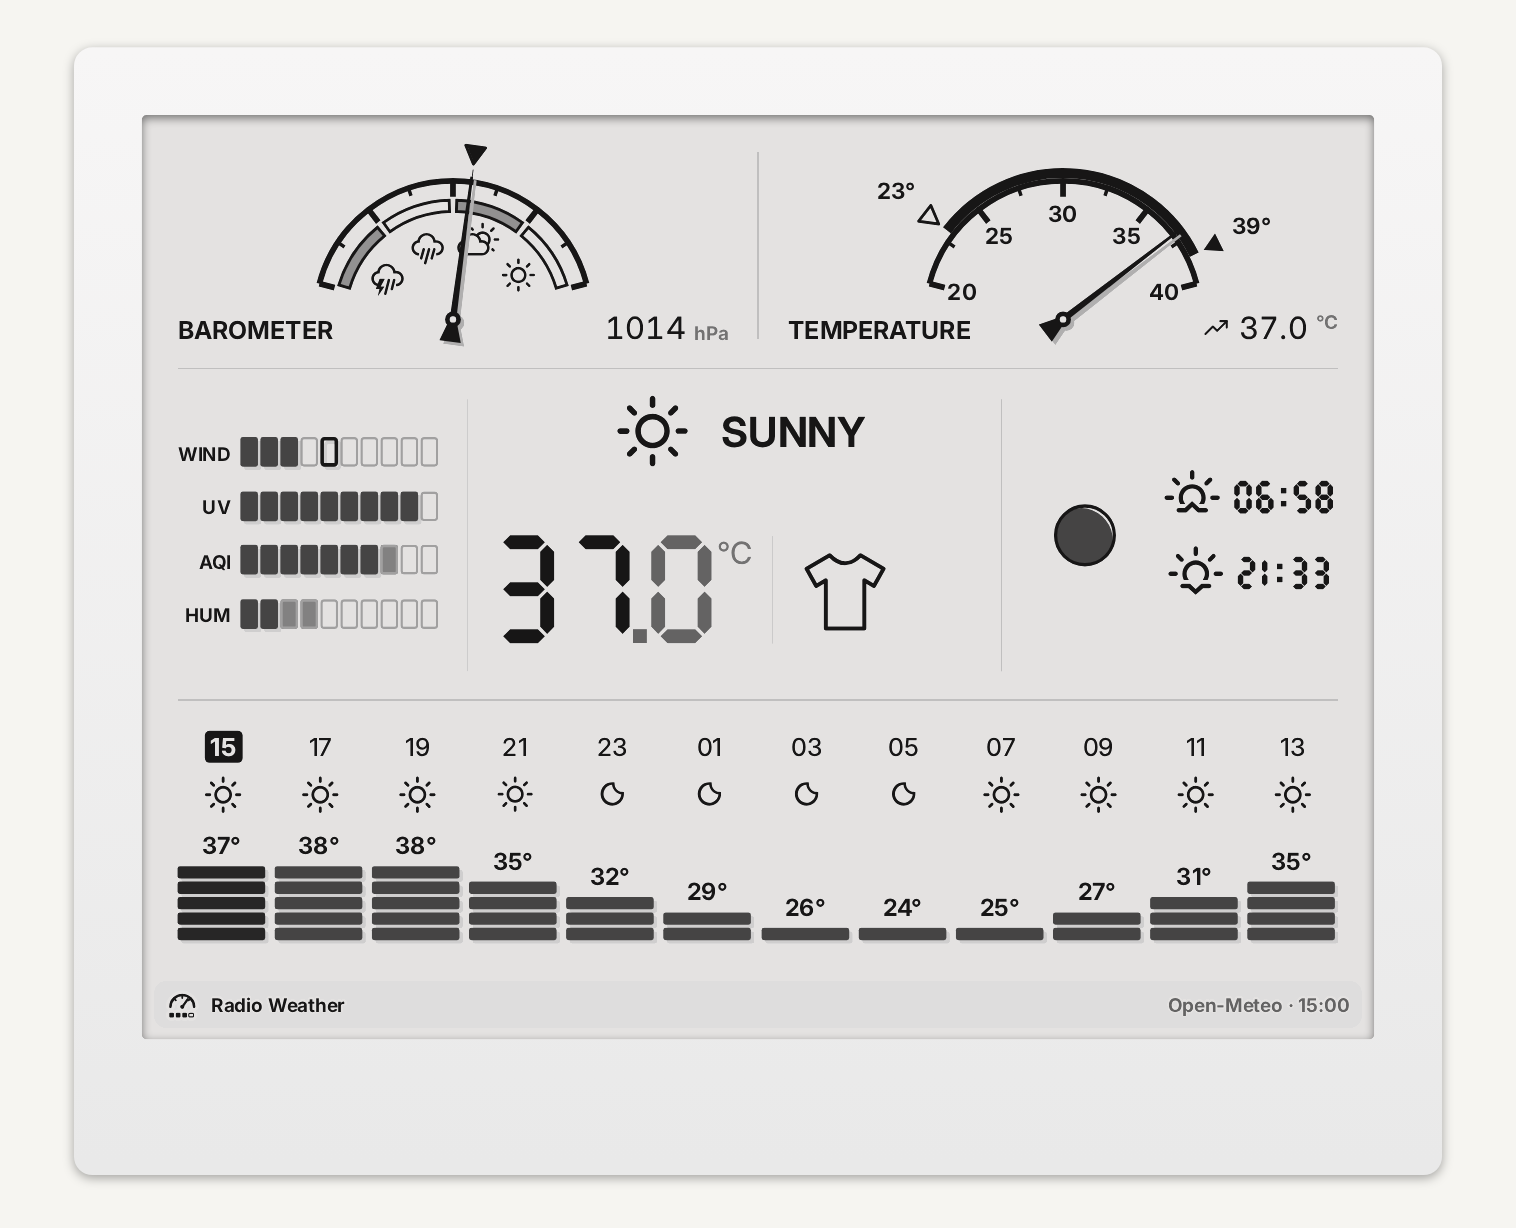 23°
39°
30
25
35
20
40
BAROMETER
1014 hPa
TEMPERATURE
37.0 °C
SUNNY
WIND
UV
AQI
HUM
37.0 °C
06:58
21:33
15 17 19 21 23 01 03 05 07 09 11 13
37° 38° 38° 35° 32° 29° 26° 24° 25° 27° 31° 35°
Radio Weather
Open-Meteo · 15:00